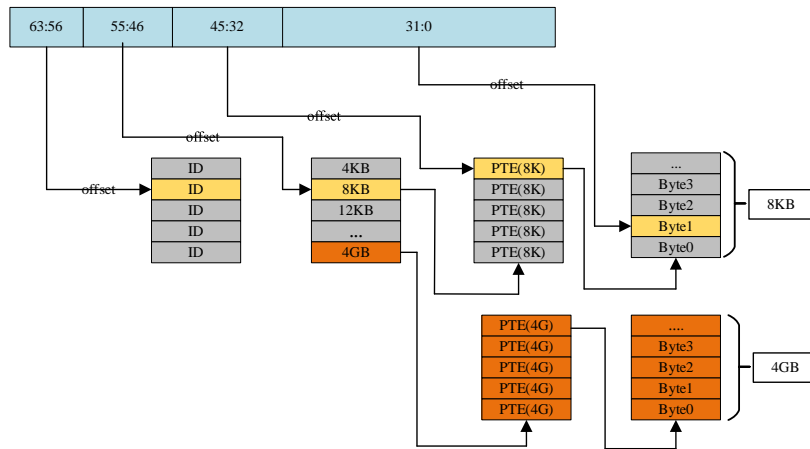 63:56 55:46 45:32 31:0
offset
offset
offset
offset
ID
ID
ID
ID
ID
4KB
8KB
12KB
...
4GB
PTE(8K)
PTE(8K)
PTE(8K)
PTE(8K)
PTE(8K)
...
Byte3
Byte2
Byte1
Byte0
8KB
PTE(4G)
PTE(4G)
PTE(4G)
PTE(4G)
PTE(4G)
....
Byte3
Byte2
Byte1
Byte0
4GB